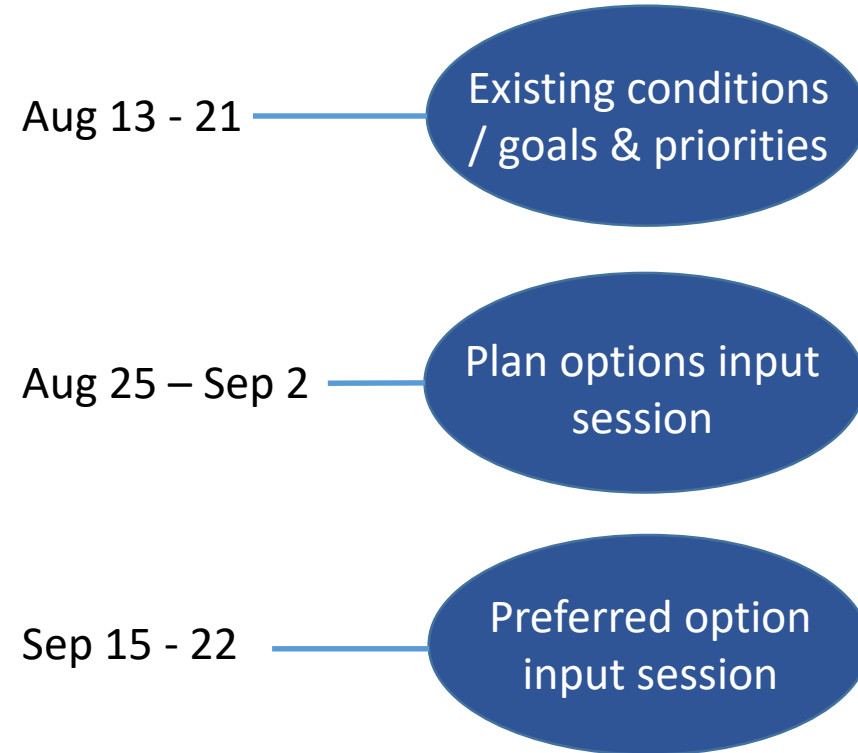 Aug 13 - 21
Existing conditions
/ goals & priorities
Aug 25 – Sep 2
Plan options input
session
Sep 15 - 22
Preferred option
input session